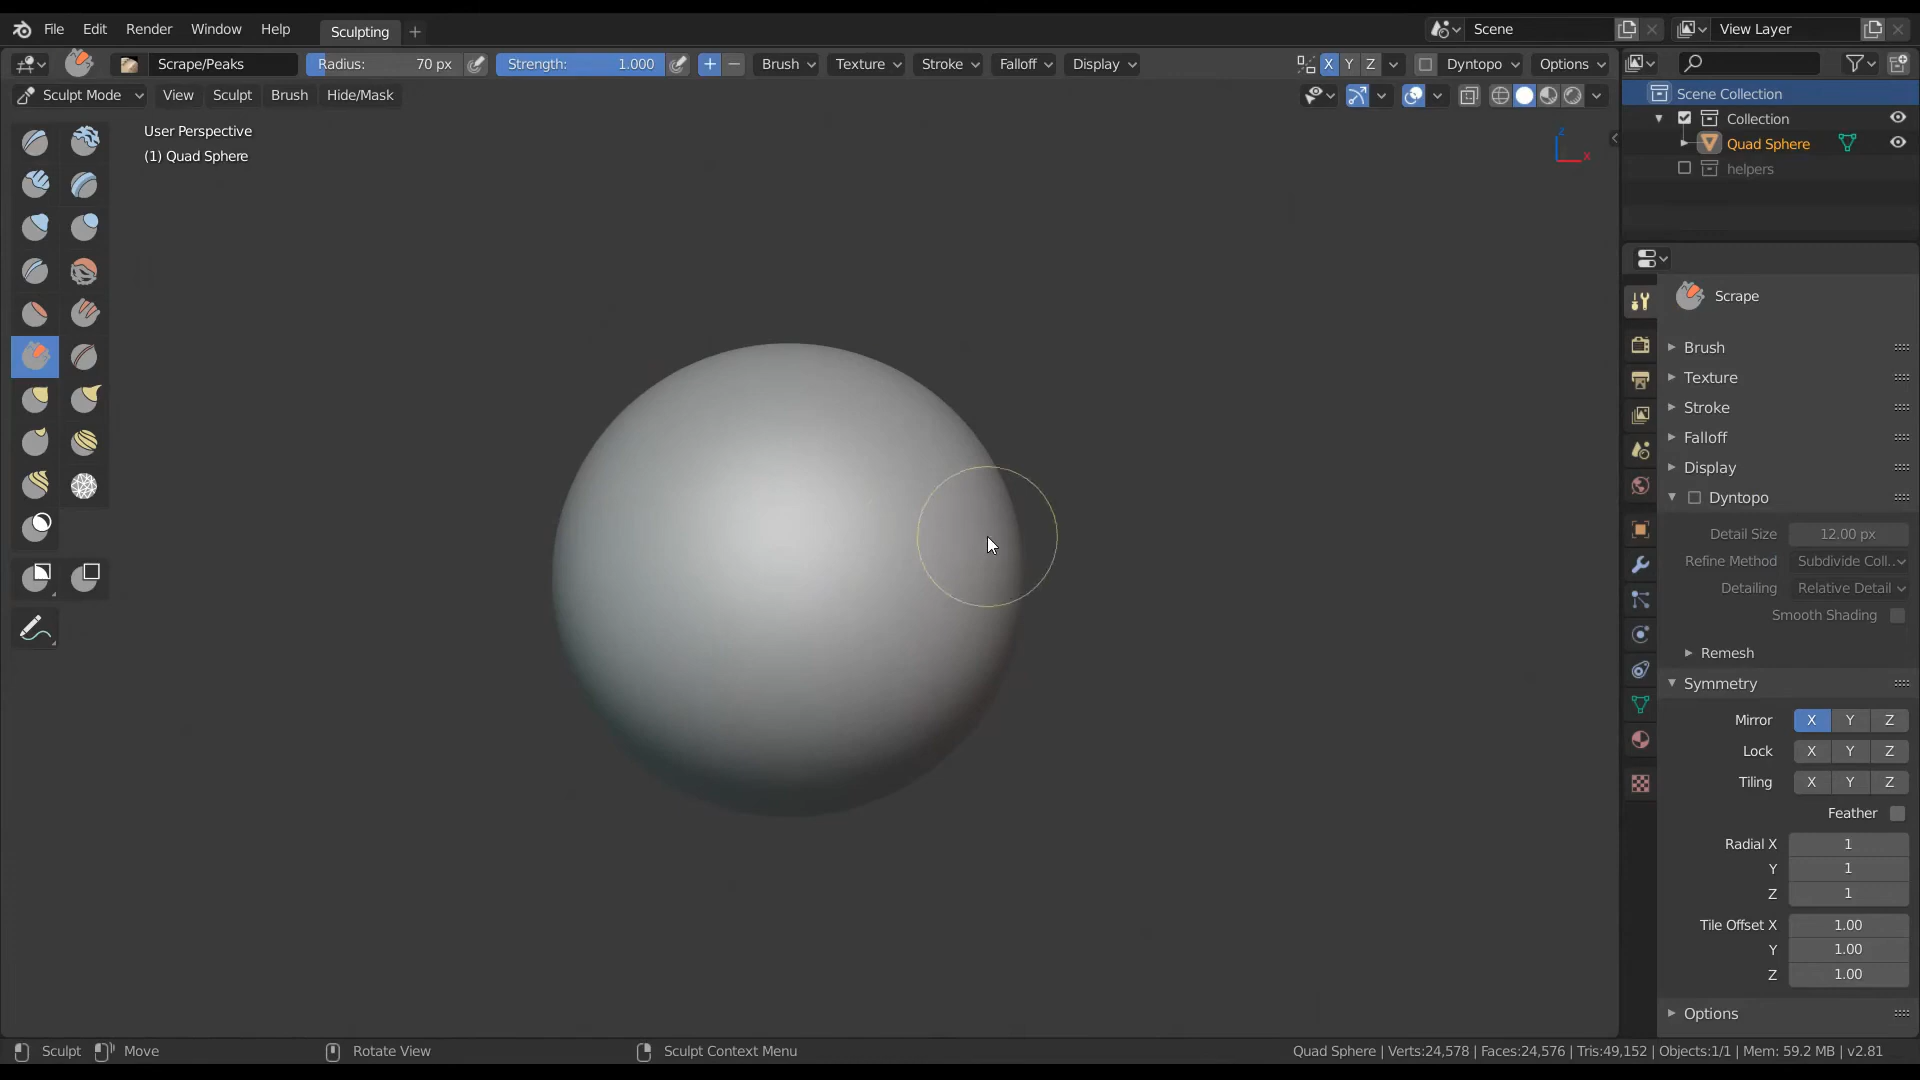 File Edit Render Window Help Sculpting + Scene View Layer
Scrape/Peaks Radius: 70 px Strength: 1.000 + − Brush Texture Stroke Falloff Display X Y Z Dyntopo Options
Sculpt Mode View Sculpt Brush Hide/Mask
User Perspective
(1) Quad Sphere
Z
X
Scene Collection
Collection
Quad Sphere
helpers
Scrape
Brush
Texture
Stroke
Falloff
Display
Dyntopo
Detail Size 12.00 px
Refine Method Subdivide Coll..
Detailing Relative Detail
Smooth Shading
Remesh
Symmetry
Mirror X Y Z
Lock X Y Z
Tiling X Y Z
Feather
Radial X 1
Y 1
Z 1
Tile Offset X 1.00
Y 1.00
Z 1.00
Options
Sculpt Move Rotate View Sculpt Context Menu Quad Sphere | Verts:24,578 | Faces:24,576 | Tris:49,152 | Objects:1/1 | Mem: 59.2 MB | v2.81